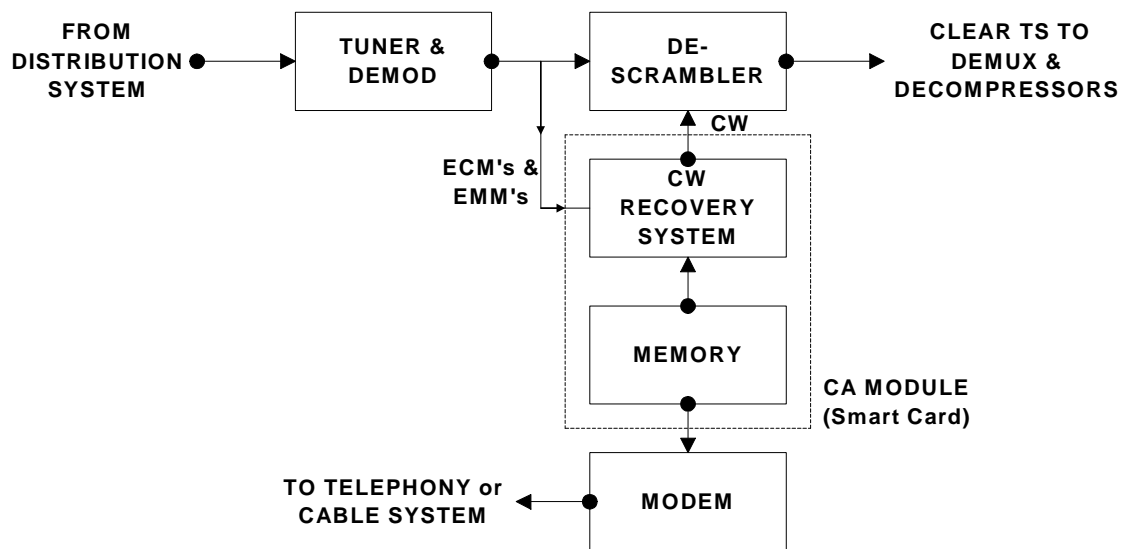 FROM
DISTRIBUTION
SYSTEM
TUNER &
DEMOD
DE-
SCRAMBLER
CLEAR TS TO
DEMUX &
DECOMPRESSORS
CW
ECM's &
EMM's
CW
RECOVERY
SYSTEM
MEMORY
CA MODULE
(Smart Card)
TO TELEPHONY or
CABLE SYSTEM
MODEM